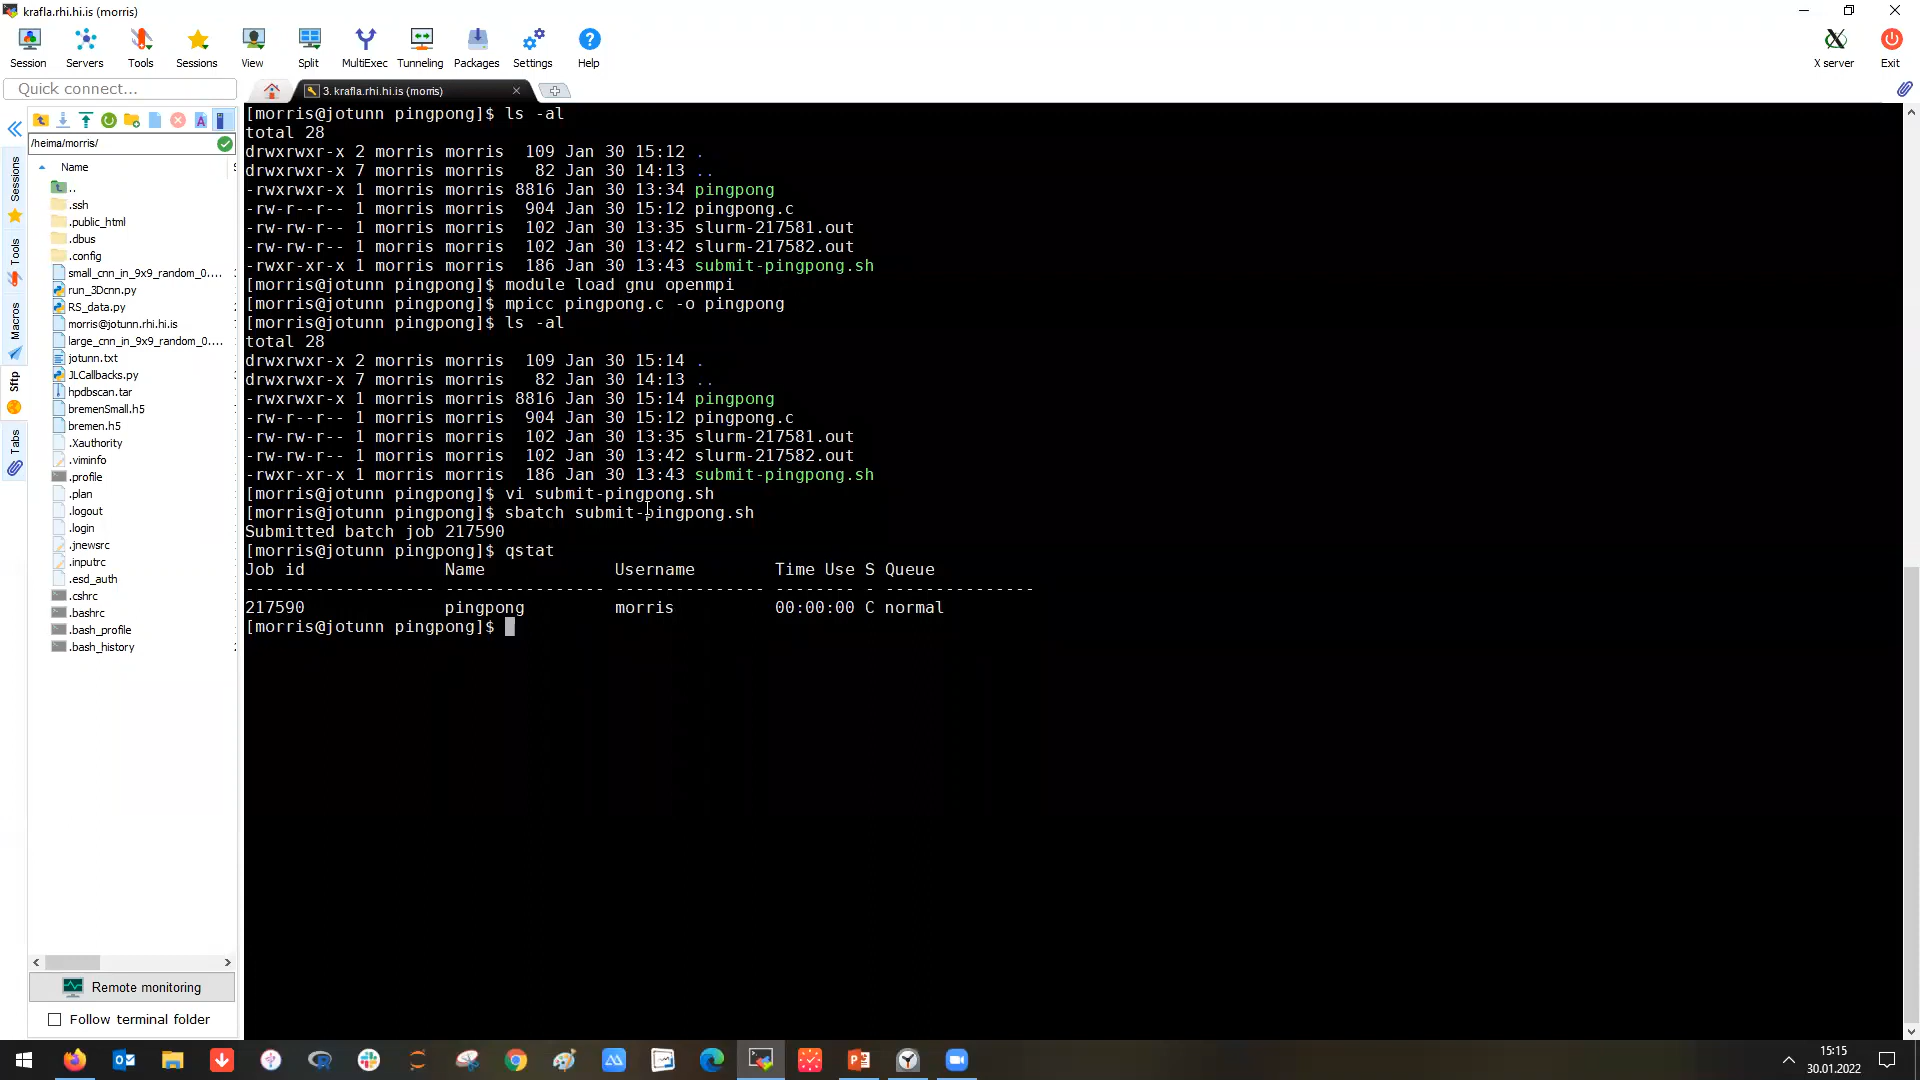 krafla.rhi.hi.is (morris)
Session Servers Tools Sessions View Split MultiExec Tunneling Packages Settings Help X server Exit
Quick connect...
3. krafla.rhi.hi.is (morris)
/heima/morris/
Name
..
.ssh
.public_html
.dbus
.config
small_cnn_in_9x9_random_0....
run_3Dcnn.py
RS_data.py
morris@jotunn.rhi.hi.is
large_cnn_in_9x9_random_0....
jotunn.txt
JLCallbacks.py
hpdbscan.tar
bremenSmall.h5
bremen.h5
.Xauthority
.viminfo
.profile
.plan
.logout
.login
.jnewsrc
.inputrc
.esd_auth
.cshrc
.bashrc
.bash_profile
.bash_history
Sessions
Tools
Macros
Sftp
Tabs
Remote monitoring
Follow terminal folder
[morris@jotunn pingpong]$ ls -al
total 28
drwxrwxr-x 2 morris morris  109 Jan 30 15:12 .
drwxrwxr-x 7 morris morris   82 Jan 30 14:13 ..
-rwxrwxr-x 1 morris morris 8816 Jan 30 13:34 pingpong
-rw-r--r-- 1 morris morris  904 Jan 30 15:12 pingpong.c
-rw-rw-r-- 1 morris morris  102 Jan 30 13:35 slurm-217581.out
-rw-rw-r-- 1 morris morris  102 Jan 30 13:42 slurm-217582.out
-rwxr-xr-x 1 morris morris  186 Jan 30 13:43 submit-pingpong.sh
[morris@jotunn pingpong]$ module load gnu openmpi
[morris@jotunn pingpong]$ mpicc pingpong.c -o pingpong
[morris@jotunn pingpong]$ ls -al
total 28
drwxrwxr-x 2 morris morris  109 Jan 30 15:14 .
drwxrwxr-x 7 morris morris   82 Jan 30 14:13 ..
-rwxrwxr-x 1 morris morris 8816 Jan 30 15:14 pingpong
-rw-r--r-- 1 morris morris  904 Jan 30 15:12 pingpong.c
-rw-rw-r-- 1 morris morris  102 Jan 30 13:35 slurm-217581.out
-rw-rw-r-- 1 morris morris  102 Jan 30 13:42 slurm-217582.out
-rwxr-xr-x 1 morris morris  186 Jan 30 13:43 submit-pingpong.sh
[morris@jotunn pingpong]$ vi submit-pingpong.sh
[morris@jotunn pingpong]$ sbatch submit-pingpong.sh
Submitted batch job 217590
[morris@jotunn pingpong]$ qstat
Job id              Name             Username        Time Use S Queue
------------------- ---------------- --------------- -------- - ---------------
217590              pingpong         morris          00:00:00 C normal
[morris@jotunn pingpong]$
15:15
30.01.2022